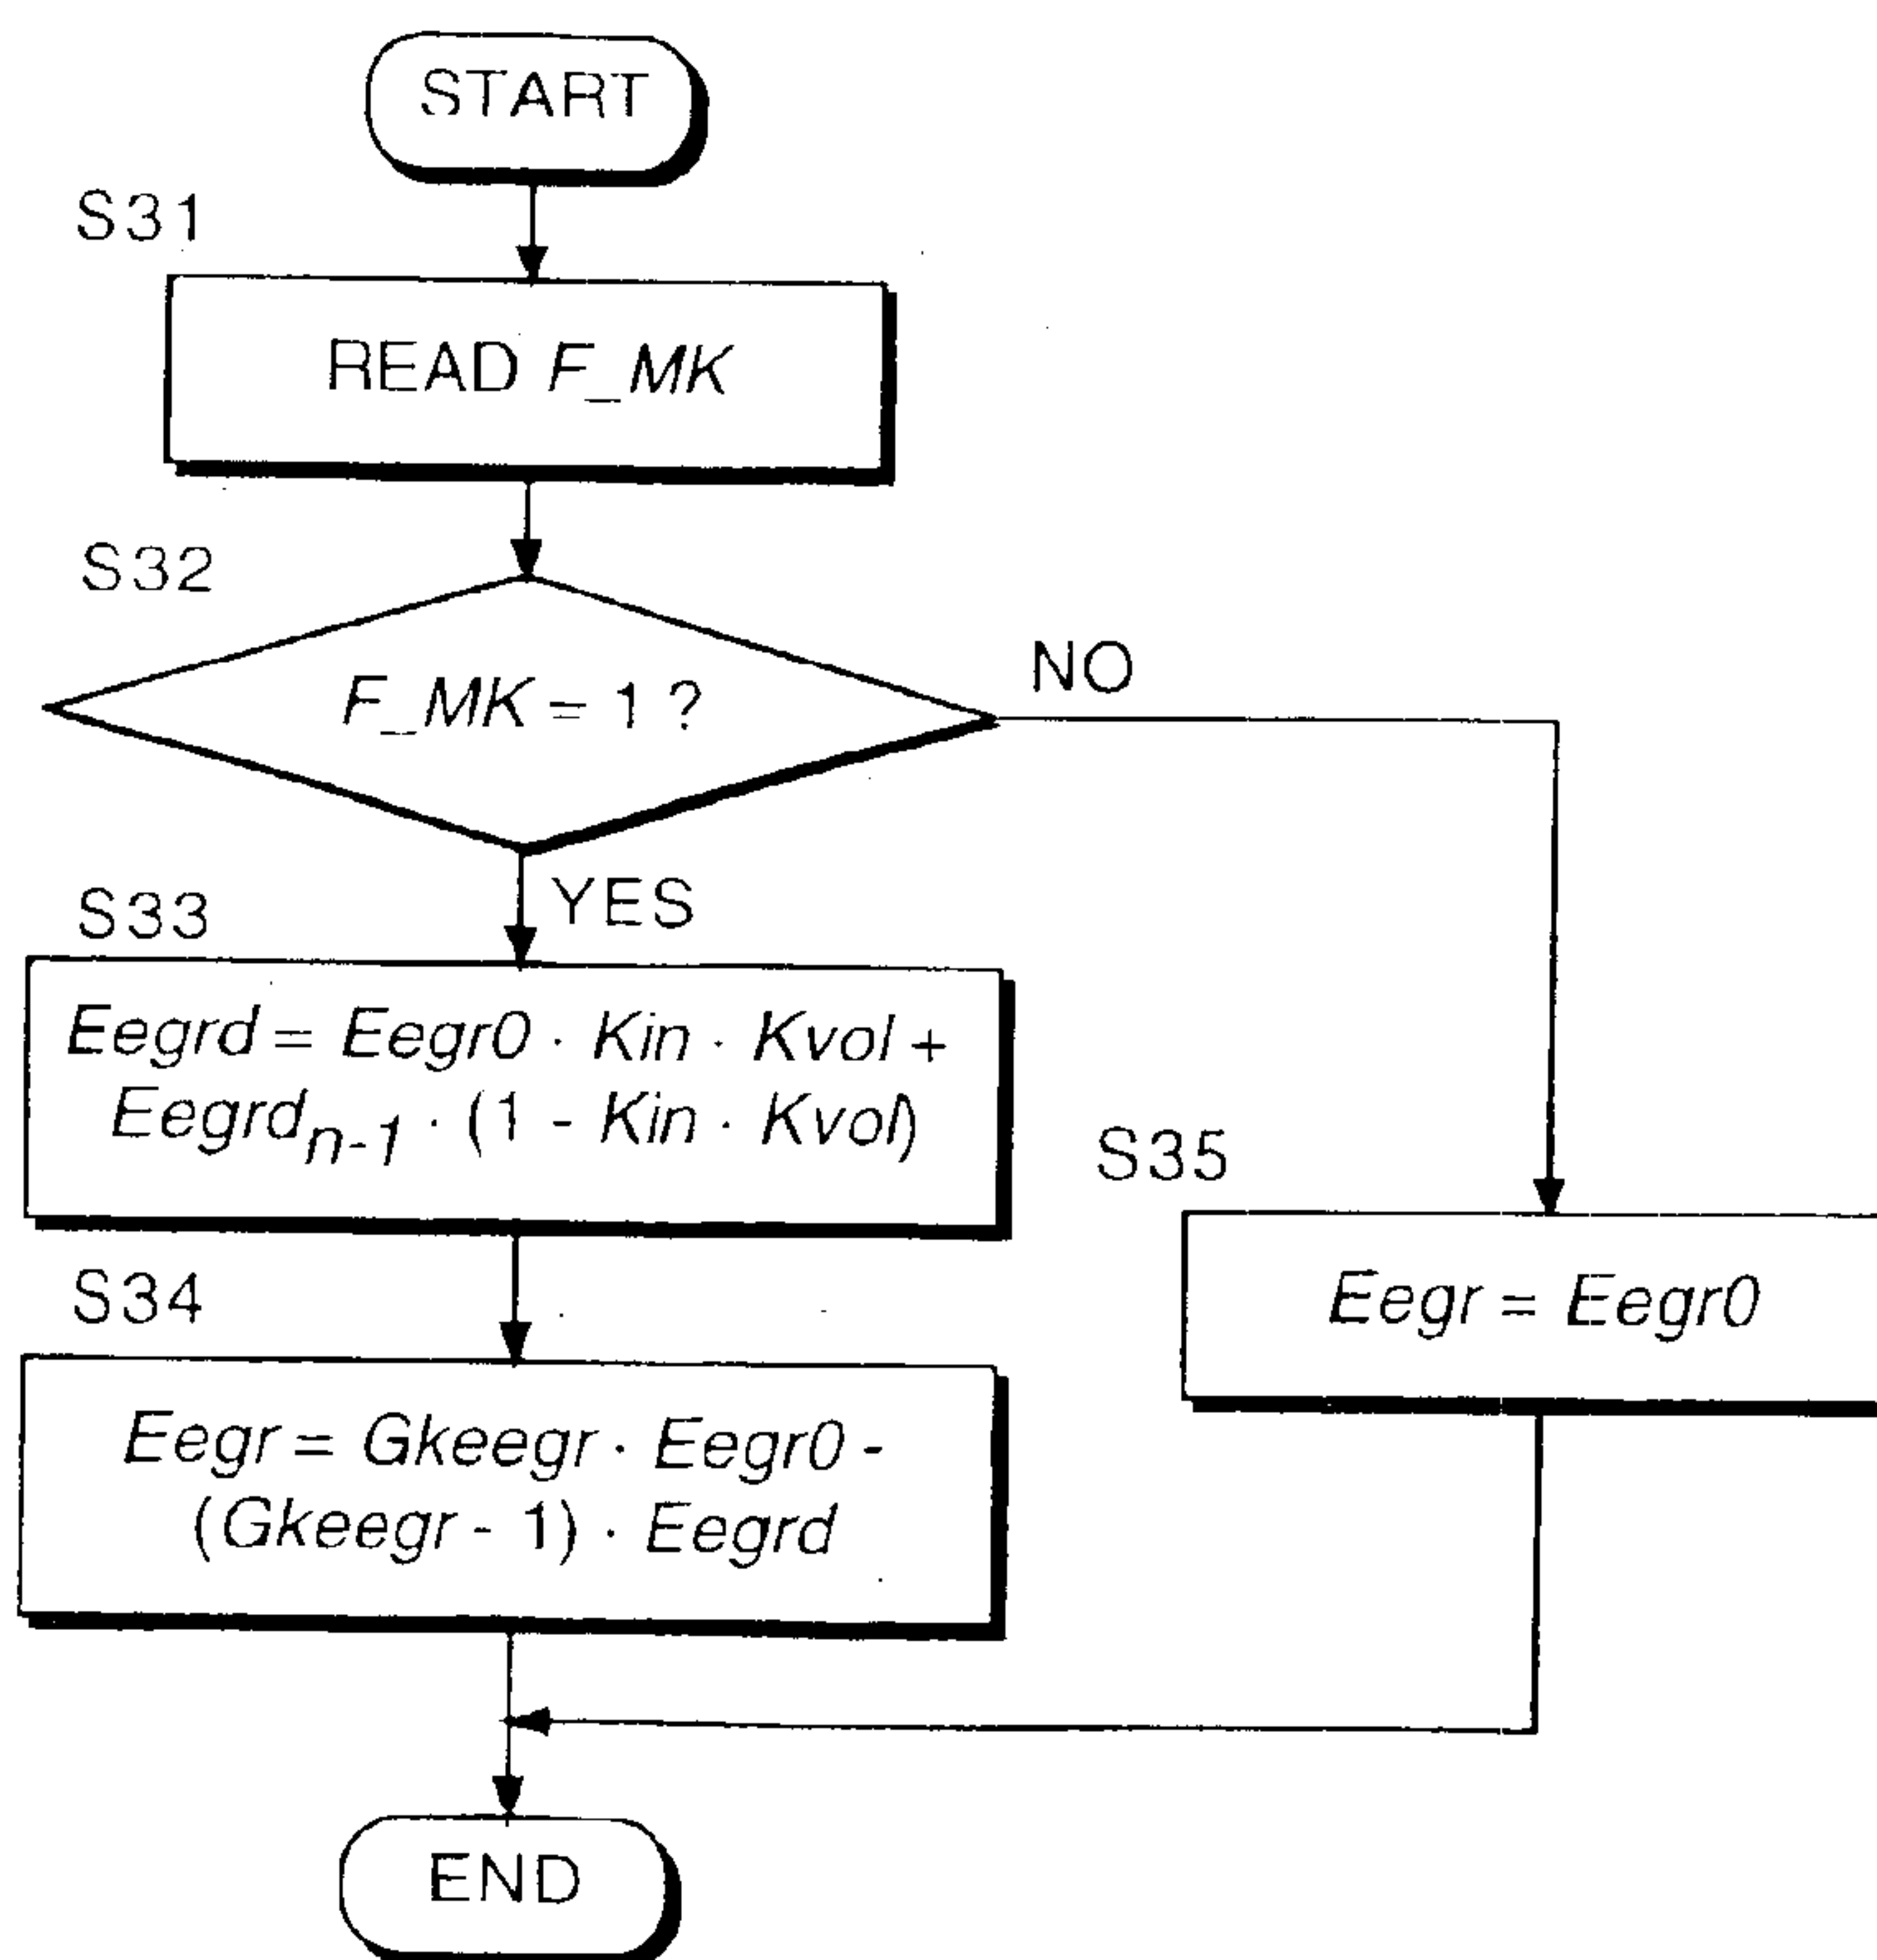 START
S31
READ F_MK
S32
F_MK = 1 ?
NO
YES
S33
Eegrd = Eegr0 · Kin · Kvol +
Eegrdn-1 · (1 - Kin · Kvol)
S34
Eegr = Gkeegr · Eegr0 -
(Gkeegr - 1) · Eegrd
S35
Eegr = Eegr0
END